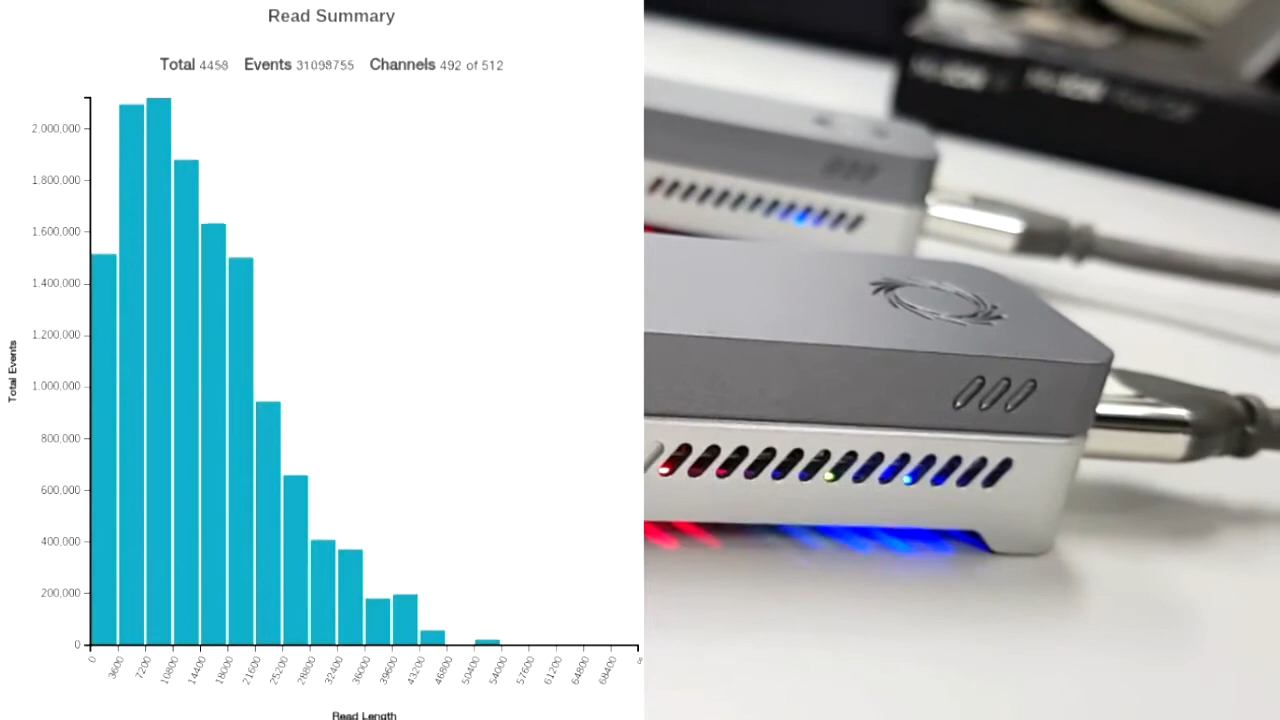 Read Summary
Total 4458 Events 31098755 Channels 492 of 512
2,000,000
1,800,000
1,600,000
1,400,000
1,200,000
1,000,000
800,000
600,000
400,000
200,000
0
Total Events
0 3600 7200 10800 14400 18000 21600 25200 28800 32400 36000 39600 43200 46800 50400 54000 57600 61200 64800 68400
Read Length